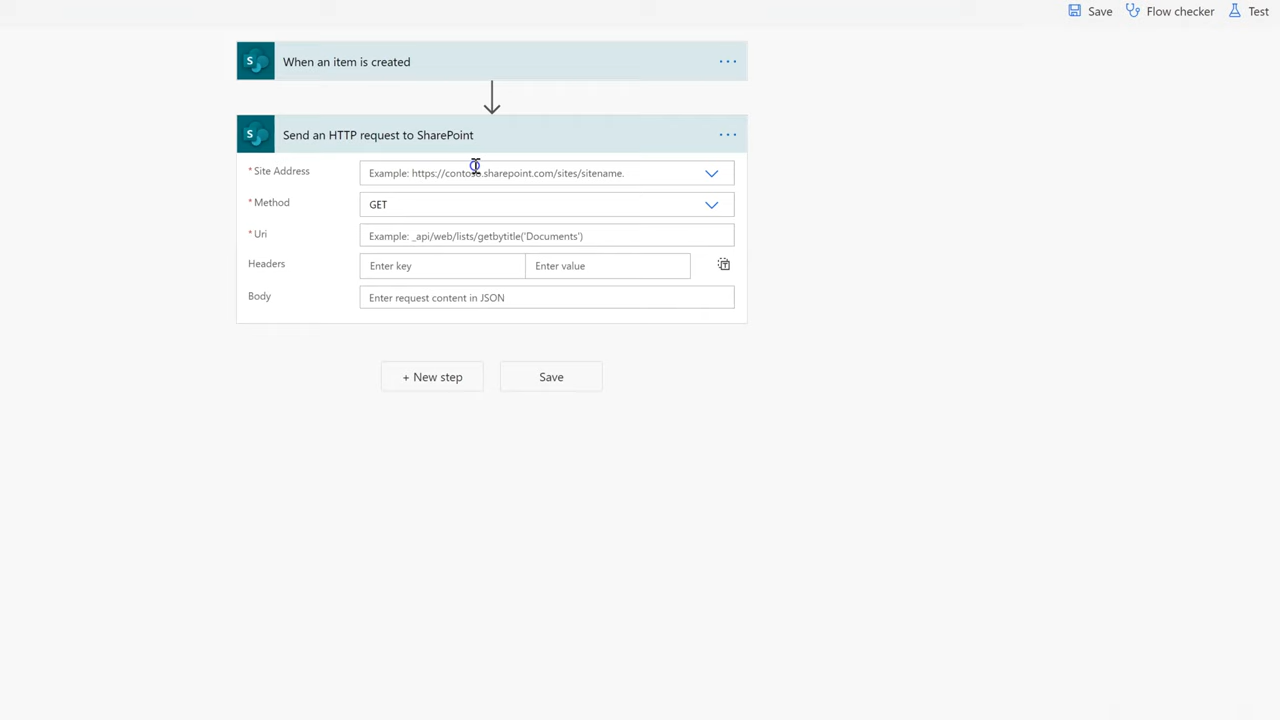 Save Flow checker Test
When an item is created
Send an HTTP request to SharePoint
* Site Address Example: https://contoso.sharepoint.com/sites/sitename.
* Method GET
* Uri Example: _api/web/lists/getbytitle('Documents')
Headers Enter key Enter value
Body Enter request content in JSON
+ New step Save